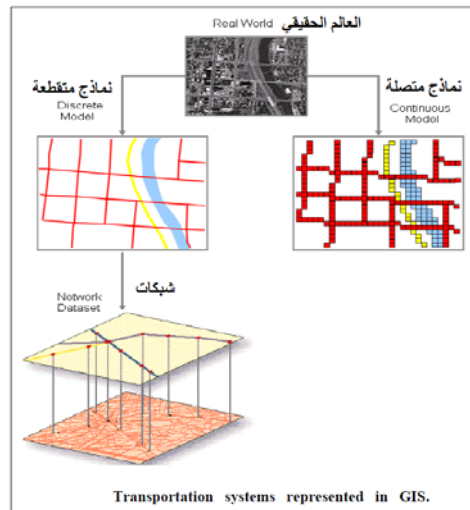 العالم الحقيقي
Real World
نماذج متقطعة
Discrete Model
نماذج متصلة
Continuous Model
شبكات
Network
Dataset
Transportation systems represented in GIS.